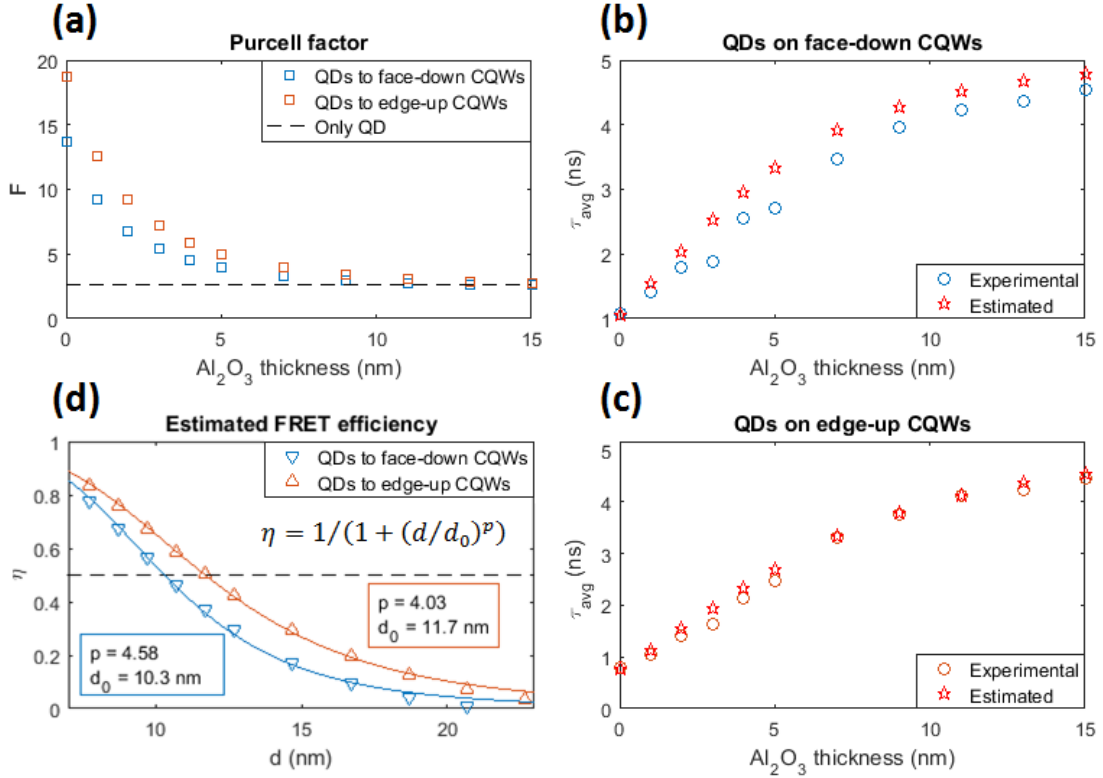 (a)
Purcell factor
QDs to face-down CQWs
QDs to edge-up CQWs
Only QD
F
20
15
10
5
0
0 5 10 15
Al₂O₃ thickness (nm)
(b)
QDs on face-down CQWs
τavg (ns)
5
4
3
2
1
0 5 10 15
Experimental
Estimated
Al₂O₃ thickness (nm)
(d)
Estimated FRET efficiency
QDs to face-down CQWs
QDs to edge-up CQWs
η = 1/(1 + (d/d₀)ᵖ)
η
1
0.8
0.6
0.4
0.2
0
p = 4.03
d₀ = 11.7 nm
p = 4.58
d₀ = 10.3 nm
10 15 20
d (nm)
(c)
QDs on edge-up CQWs
τavg (ns)
5
4
3
2
1
0
0 5 10 15
Experimental
Estimated
Al₂O₃ thickness (nm)